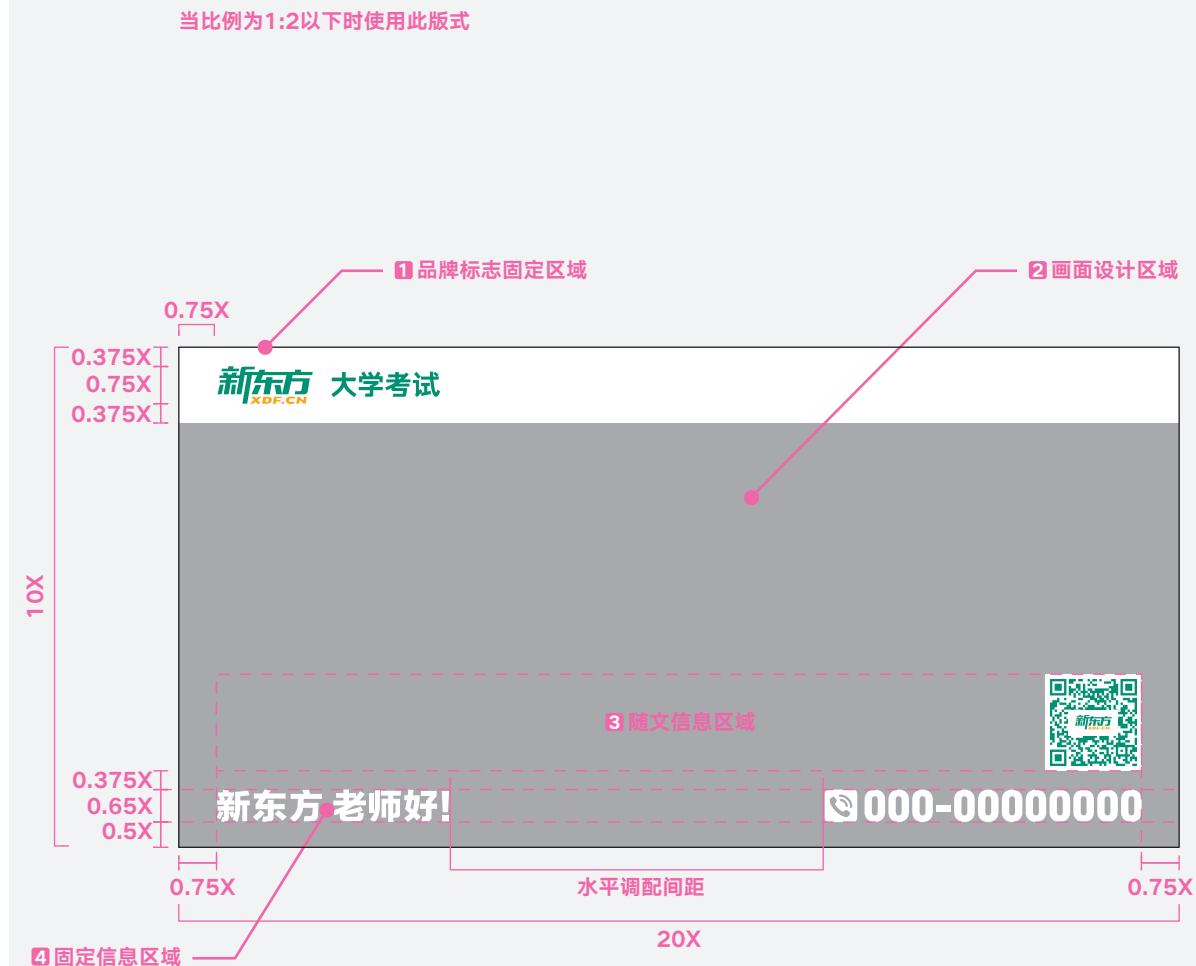 当比例为1:2以下时使用此版式
1 品牌标志固定区域
2 画面设计区域
0.75X
0.375X
0.75X
0.375X
新东方 大学考试
XDF.CN
10X
3 随文信息区域
新东方
XDF.CN
0.375X
0.65X
0.5X
新东方 老师好!
000-00000000
0.75X
水平调配间距
0.75X
20X
4 固定信息区域